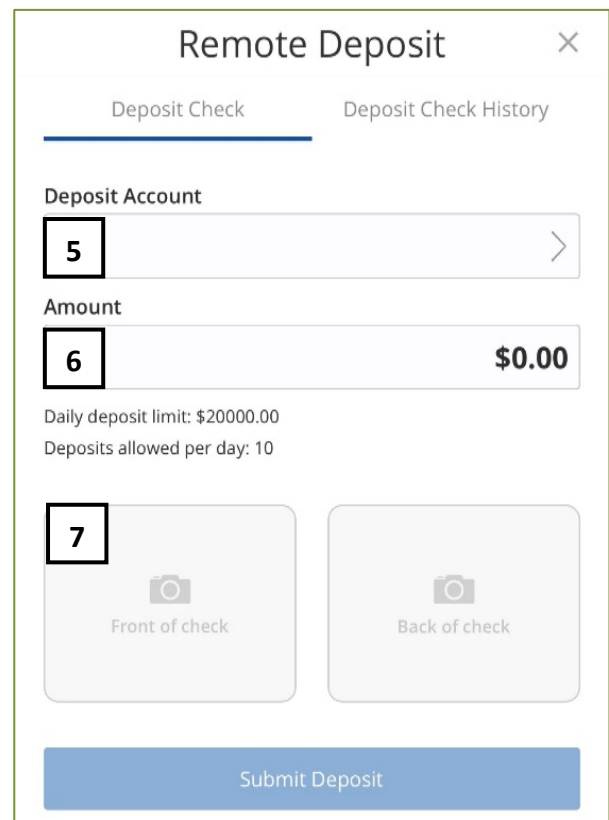 Remote Deposit
Deposit Check Deposit Check History
Deposit Account
5
Amount
6 $0.00
Daily deposit limit: $20000.00
Deposits allowed per day: 10
7
Front of check Back of check
Submit Deposit